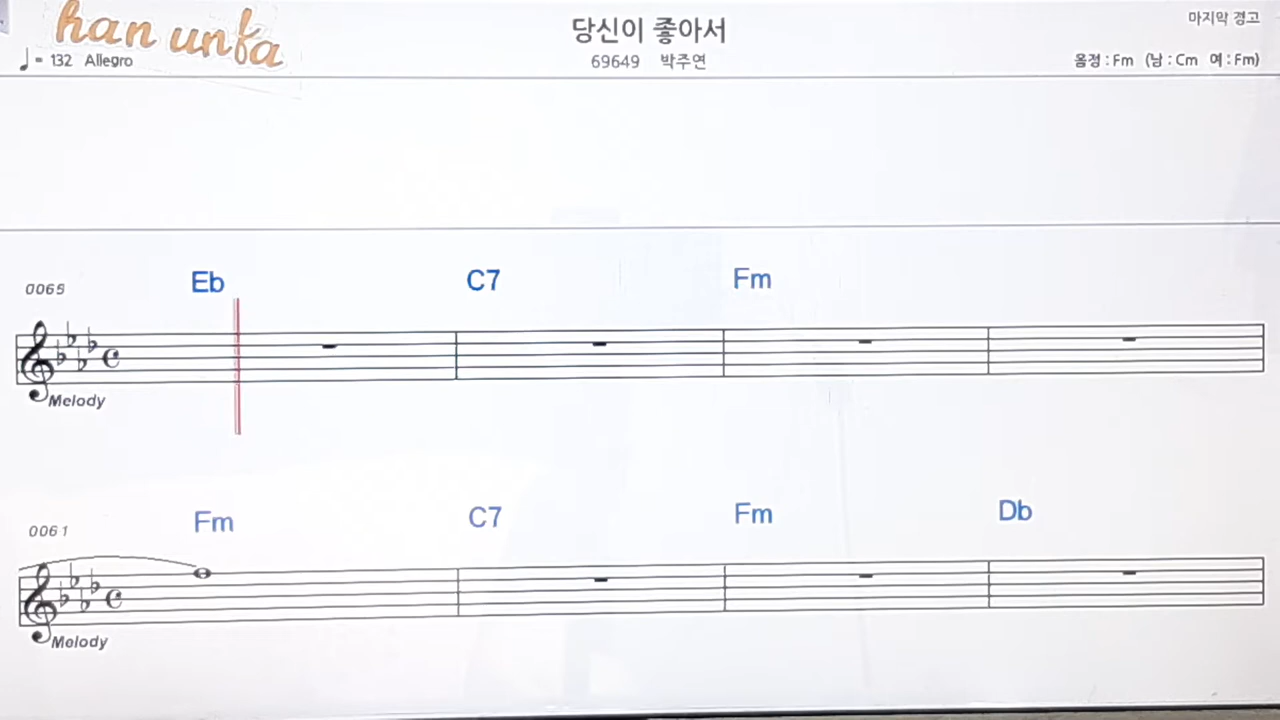 han unfa
당신이 좋아서
마지막 경고
♩= 132 Allegro
69649 박주연
음정 : Fm (남 : Cm 여 : Fm)
0065
Eb C7 Fm
Melody
0061
Fm C7 Fm Db
Melody